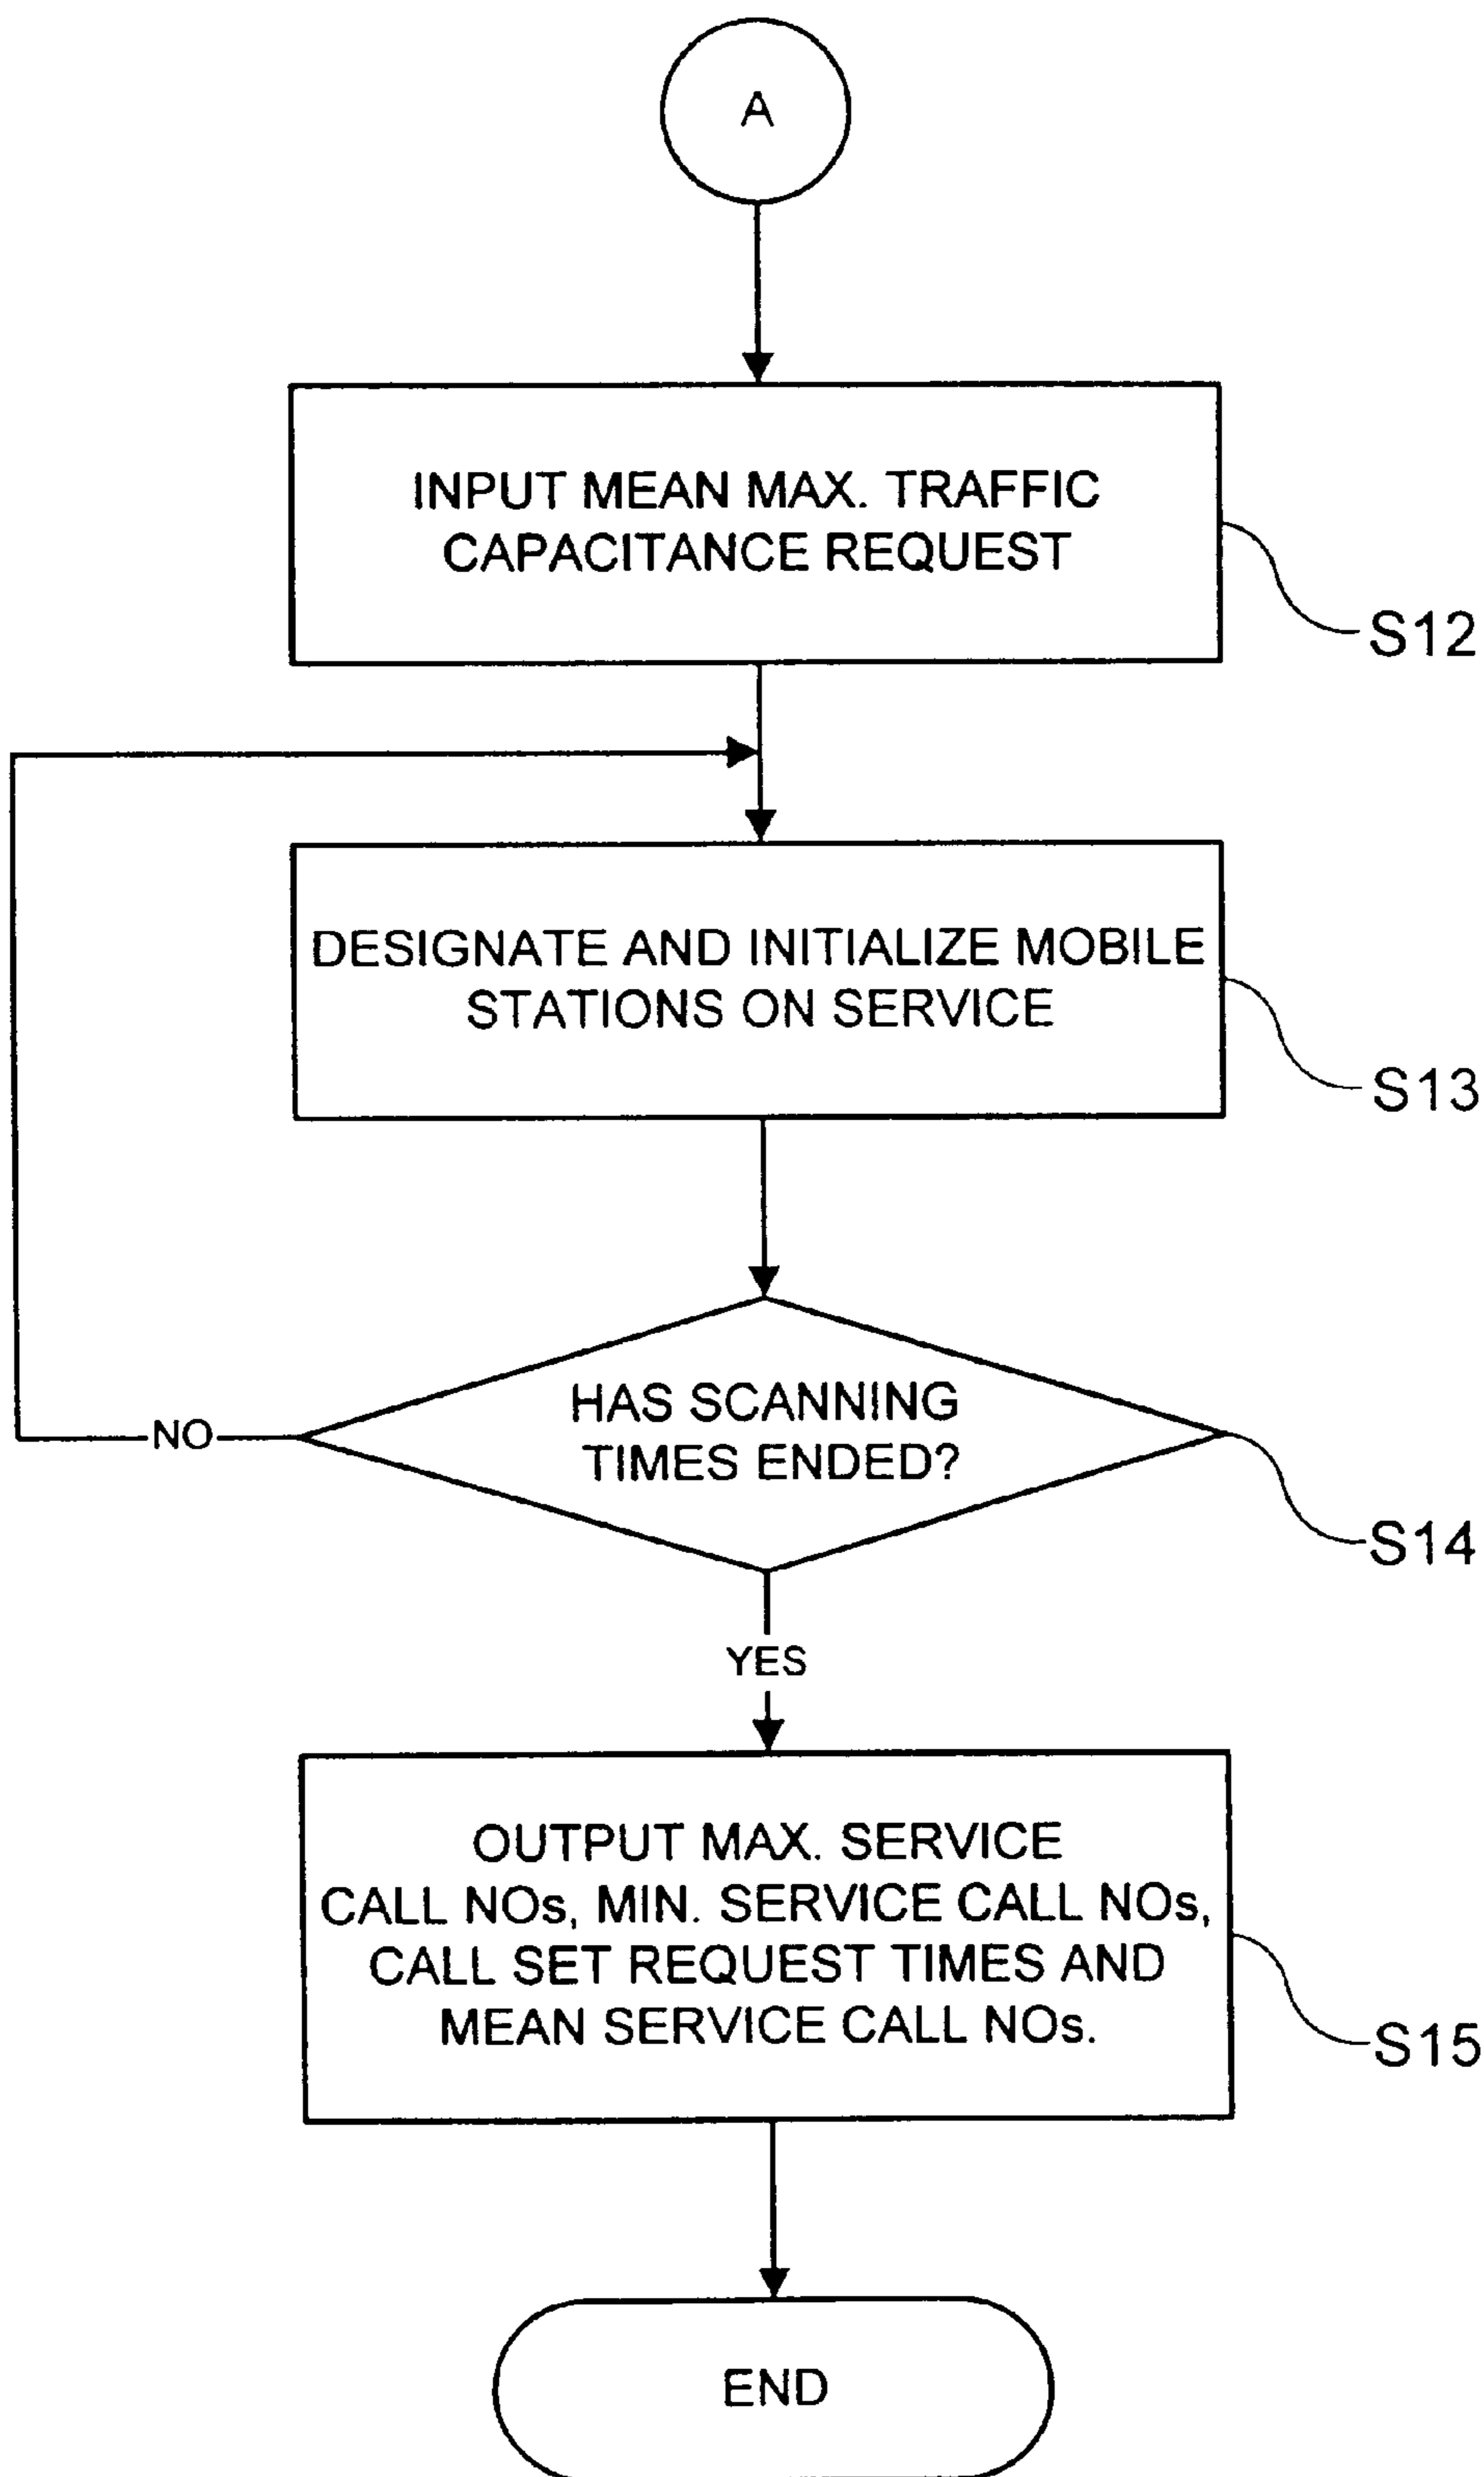 A
INPUT MEAN MAX. TRAFFIC
CAPACITANCE REQUEST
S12
DESIGNATE AND INITIALIZE MOBILE
STATIONS ON SERVICE
S13
HAS SCANNING
TIMES ENDED?
NO
S14
YES
OUTPUT MAX. SERVICE
CALL NOs, MIN. SERVICE CALL NOs,
CALL SET REQUEST TIMES AND
MEAN SERVICE CALL NOs.
S15
END